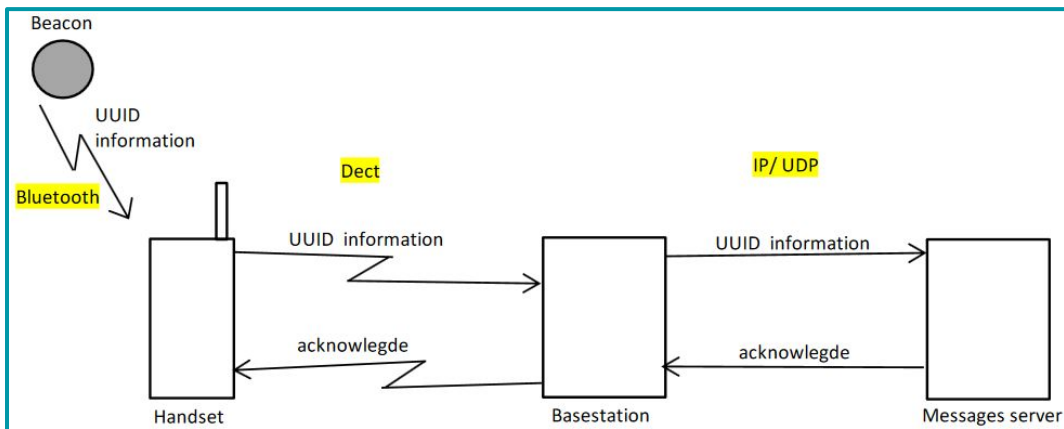 Beacon
UUID
information
Bluetooth
Dect
IP/ UDP
UUID information
UUID information
acknowlegde
acknowlegde
Handset
Basestation
Messages server